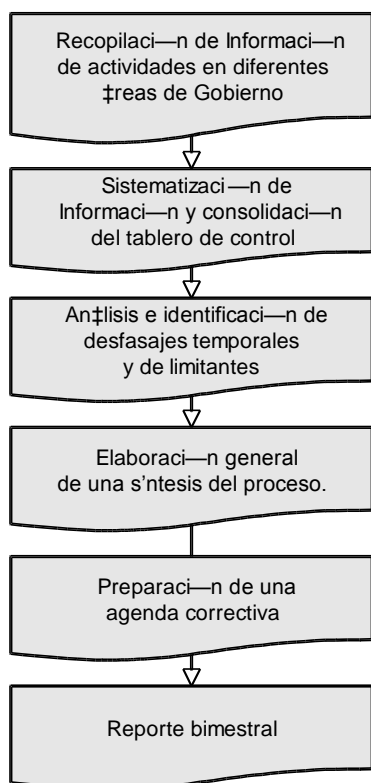 Recopilaci—n de Informaci—n
de actividades en diferentes
‡reas de Gobierno
Sistematizaci—n de
Informaci—n y consolidaci—n
del tablero de control
An‡lisis e identificaci—n de
desfasajes temporales
y de limitantes
Elaboraci—n general
de una s’ntesis del proceso.
Preparaci—n de una
agenda correctiva
Reporte bimestral